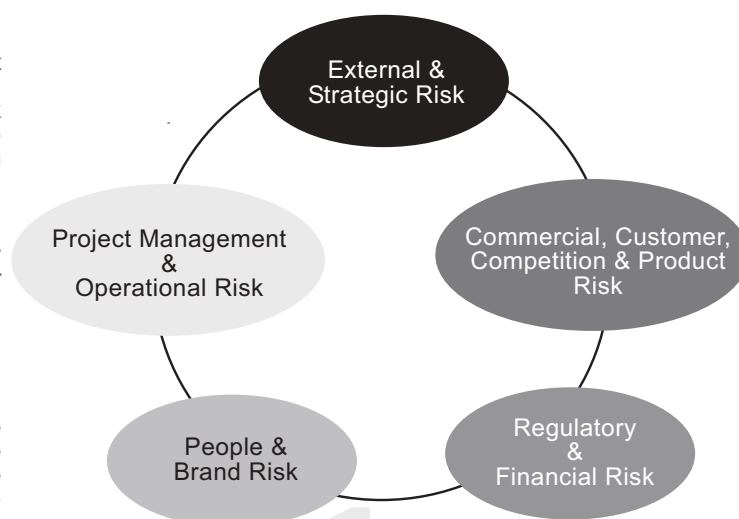 External &
Strategic Risk
Commercial, Customer,
Competition & Product
Risk
Regulatory
&
Financial Risk
People &
Brand Risk
Project Management
&
Operational Risk